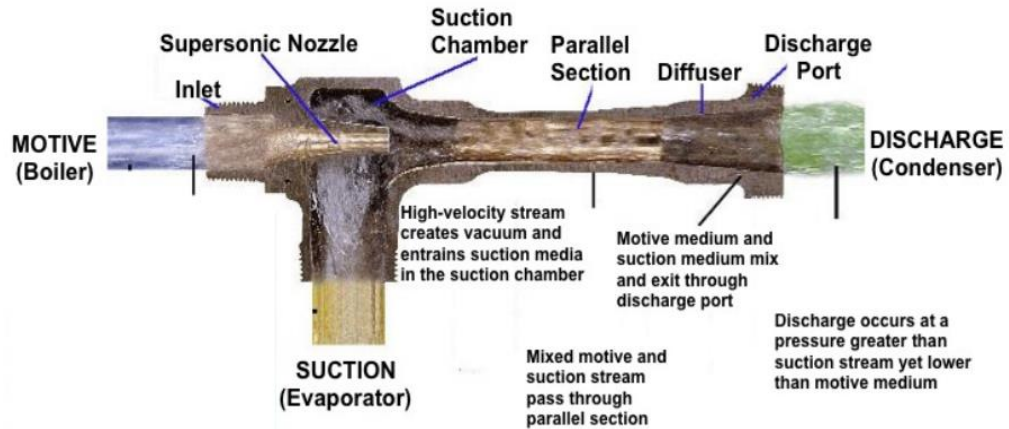 Supersonic Nozzle
Suction
Chamber
Parallel
Section
Diffuser
Discharge
Port
Inlet
MOTIVE
(Boiler)
DISCHARGE
(Condenser)
High-velocity stream
creates vacuum and
entrains suction media
in the suction chamber
Motive medium and
suction medium mix
and exit through
discharge port
Discharge occurs at a
pressure greater than
suction stream yet lower
than motive medium
SUCTION
(Evaporator)
Mixed motive and
suction stream
pass through
parallel section